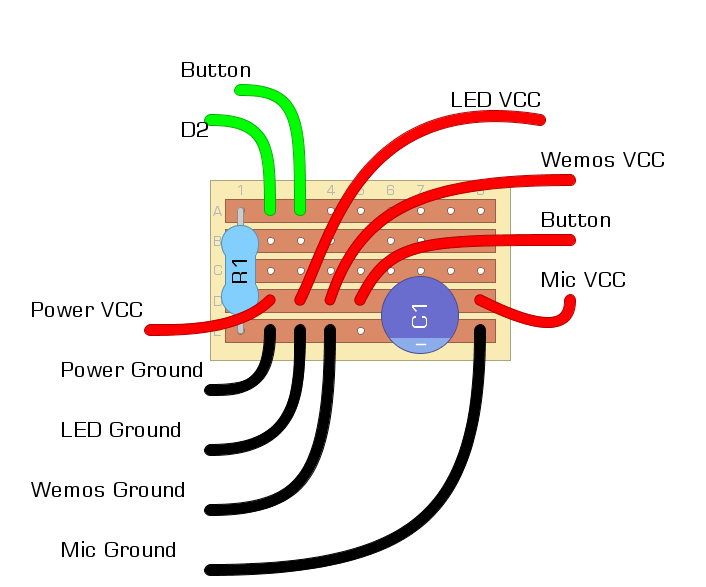 Button
LED VCC
D2
Wemos VCC
1 4 6 7 8
A
Button
B
R1
C
Mic VCC
D
Power VCC
C1
Power Ground
LED Ground
Wemos Ground
Mic Ground